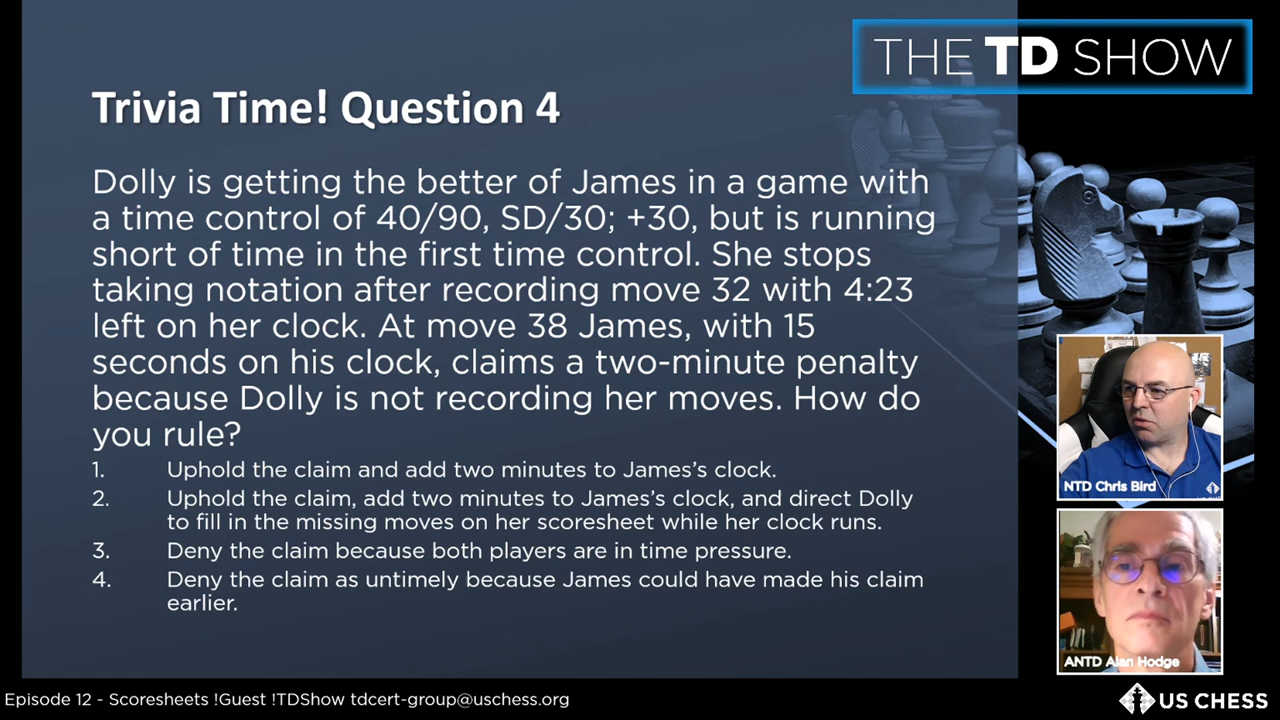 THE TD SHOW
Trivia Time! Question 4
Dolly is getting the better of James in a game with
a time control of 40/90, SD/30; +30, but is running
short of time in the first time control. She stops
taking notation after recording move 32 with 4:23
left on her clock. At move 38 James, with 15
seconds on his clock, claims a two-minute penalty
because Dolly is not recording her moves. How do
you rule?
1. Uphold the claim and add two minutes to James's clock.
2. Uphold the claim, add two minutes to James's clock, and direct Dolly
to fill in the missing moves on her scoresheet while her clock runs.
3. Deny the claim because both players are in time pressure.
4. Deny the claim as untimely because James could have made his claim
earlier.
NTD Chris Bird
US CHESS
ANTD Alan Hodge
Episode 12 - Scoresheets !Guest !TDShow tdcert-group@uschess.org
US CHESS